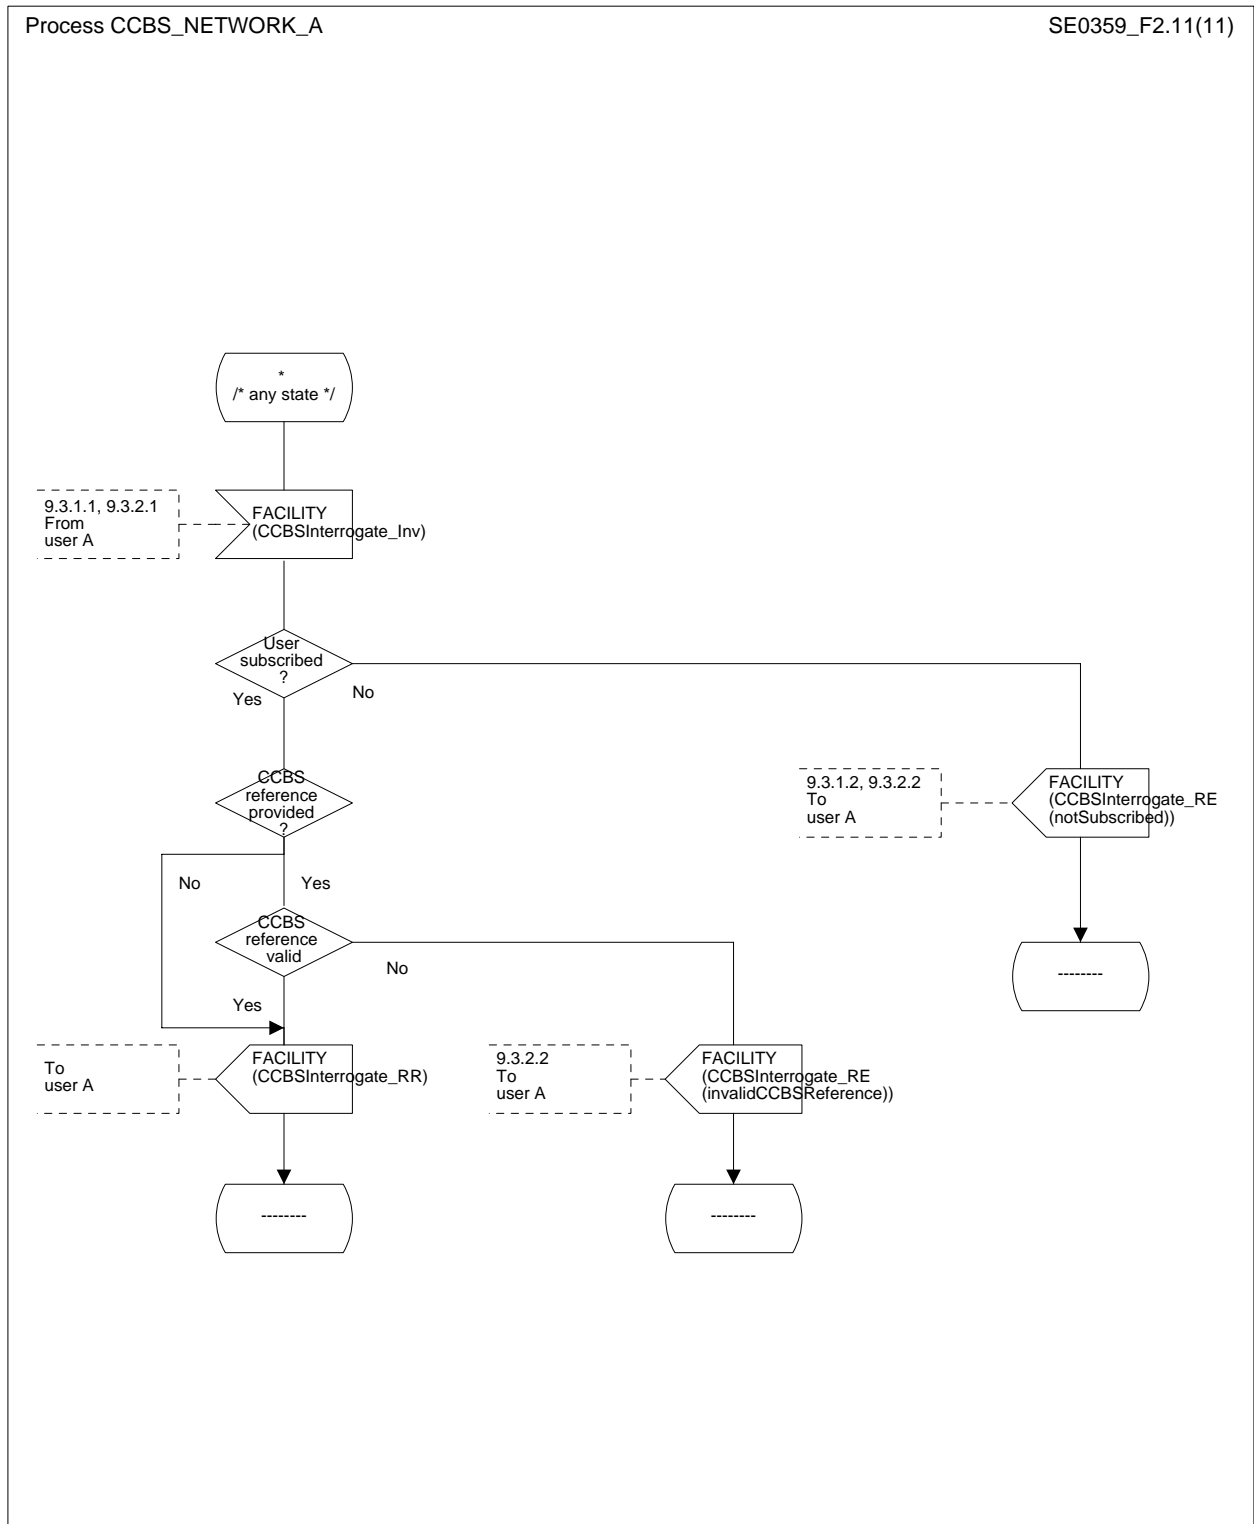 Process CCBS_NETWORK_A
SE0359_F2.11(11)
*
/* any state */
9.3.1.1, 9.3.2.1
From
user A
FACILITY
(CCBSInterrogate_Inv)
User
subscribed
?
Yes
No
CCBS
reference
provided
?
9.3.1.2, 9.3.2.2
To
user A
FACILITY
(CCBSInterrogate_RE
(notSubscribed))
No
Yes
CCBS
reference
valid
No
--------
Yes
To
user A
FACILITY
(CCBSInterrogate_RR)
9.3.2.2
To
user A
FACILITY
(CCBSInterrogate_RE
(invalidCCBSReference))
--------
--------